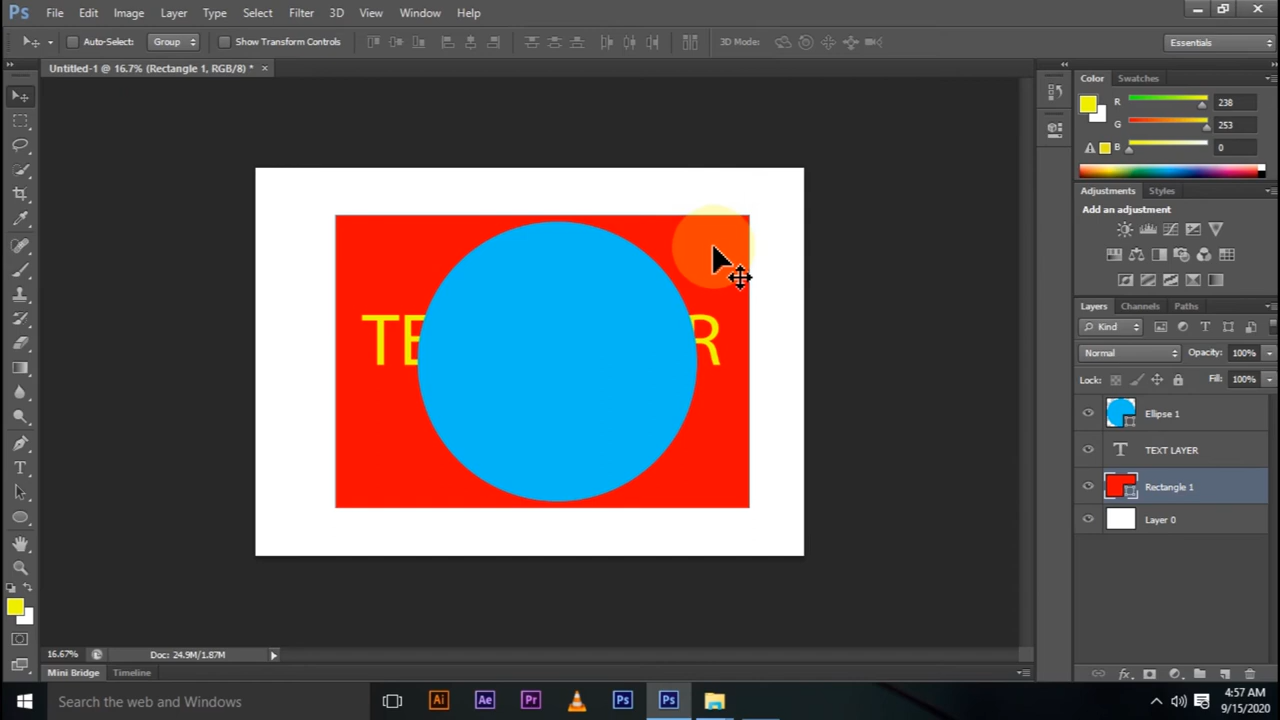 Ps File Edit Image Layer Type Select Filter 3D View Window Help
Auto-Select: Group Show Transform Controls 3D Mode: Essentials
Untitled-1 @ 16.7% (Rectangle 1, RGB/8) * ×
Color Swatches
R 238
G 253
B 0
Adjustments Styles
Add an adjustment
TE R
Layers Channels Paths
Kind
Normal Opacity: 100%
Lock: Fill: 100%
Ellipse 1
T TEXT LAYER
Rectangle 1
Layer 0
16.67% Doc: 24.9M/1.87M
fx
Mini Bridge Timeline
Search the web and Windows Ai Ae Pr Ps Ps 4:57 AM
9/15/2020